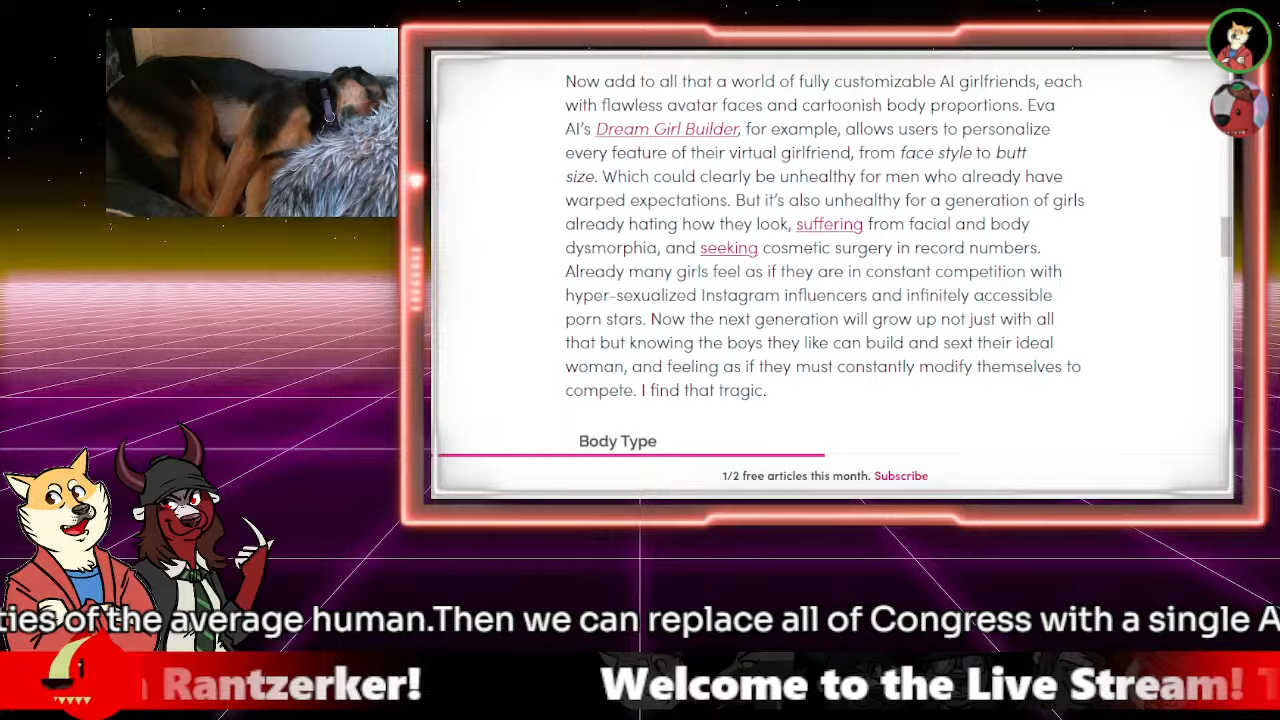 Now add to all that a world of fully customizable AI girlfriends, each
with flawless avatar faces and cartoonish body proportions. Eva
AI's Dream Girl Builder, for example, allows users to personalize
every feature of their virtual girlfriend, from face style to butt
size. Which could clearly be unhealthy for men who already have
warped expectations. But it's also unhealthy for a generation of girls
already hating how they look, suffering from facial and body
dysmorphia, and seeking cosmetic surgery in record numbers.
Already many girls feel as if they are in constant competition with
hyper-sexualized Instagram influencers and infinitely accessible
porn stars. Now the next generation will grow up not just with all
that but knowing the boys they like can build and sext their ideal
woman, and feeling as if they must constantly modify themselves to
compete. I find that tragic.
Body Type
1/2 free articles this month. Subscribe
ties of the average human.Then we can replace all of Congress with a single A
Rantzerker! Welcome to the Live Stream!